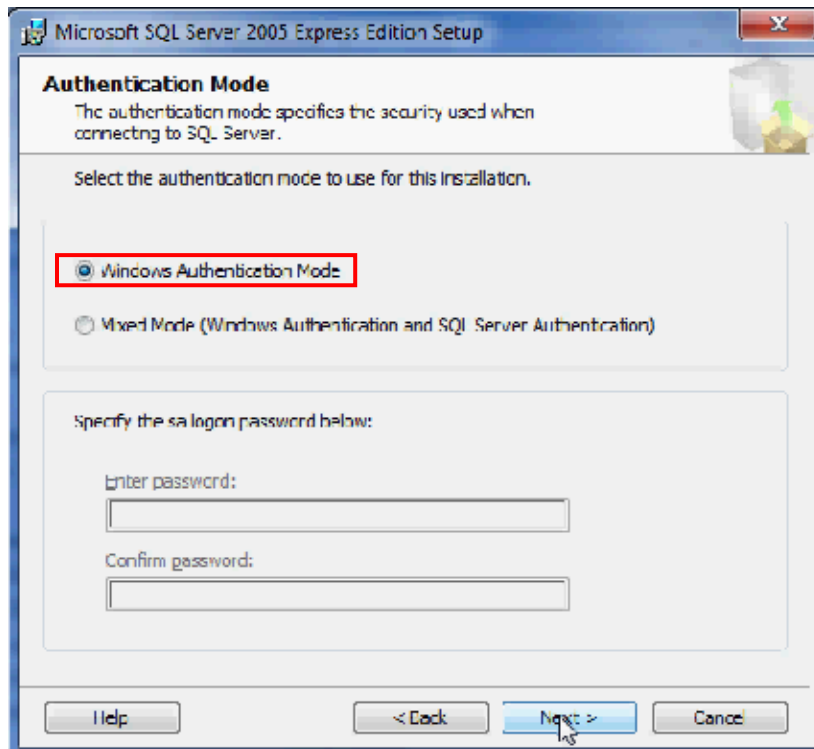 Microsoft SQL Server 2005 Express Edition Setup
Authentication Mode
The authentication mode specifies the security used when
connecting to SQL Server.
Select the authentication mode to use for this installation.
Windows Authentication Mode
Mixed Mode (Windows Authentication and SQL Server Authentication)
Specify the sa logon password below:
Enter password:
Confirm password:
Help
< Back
Next >
Cancel